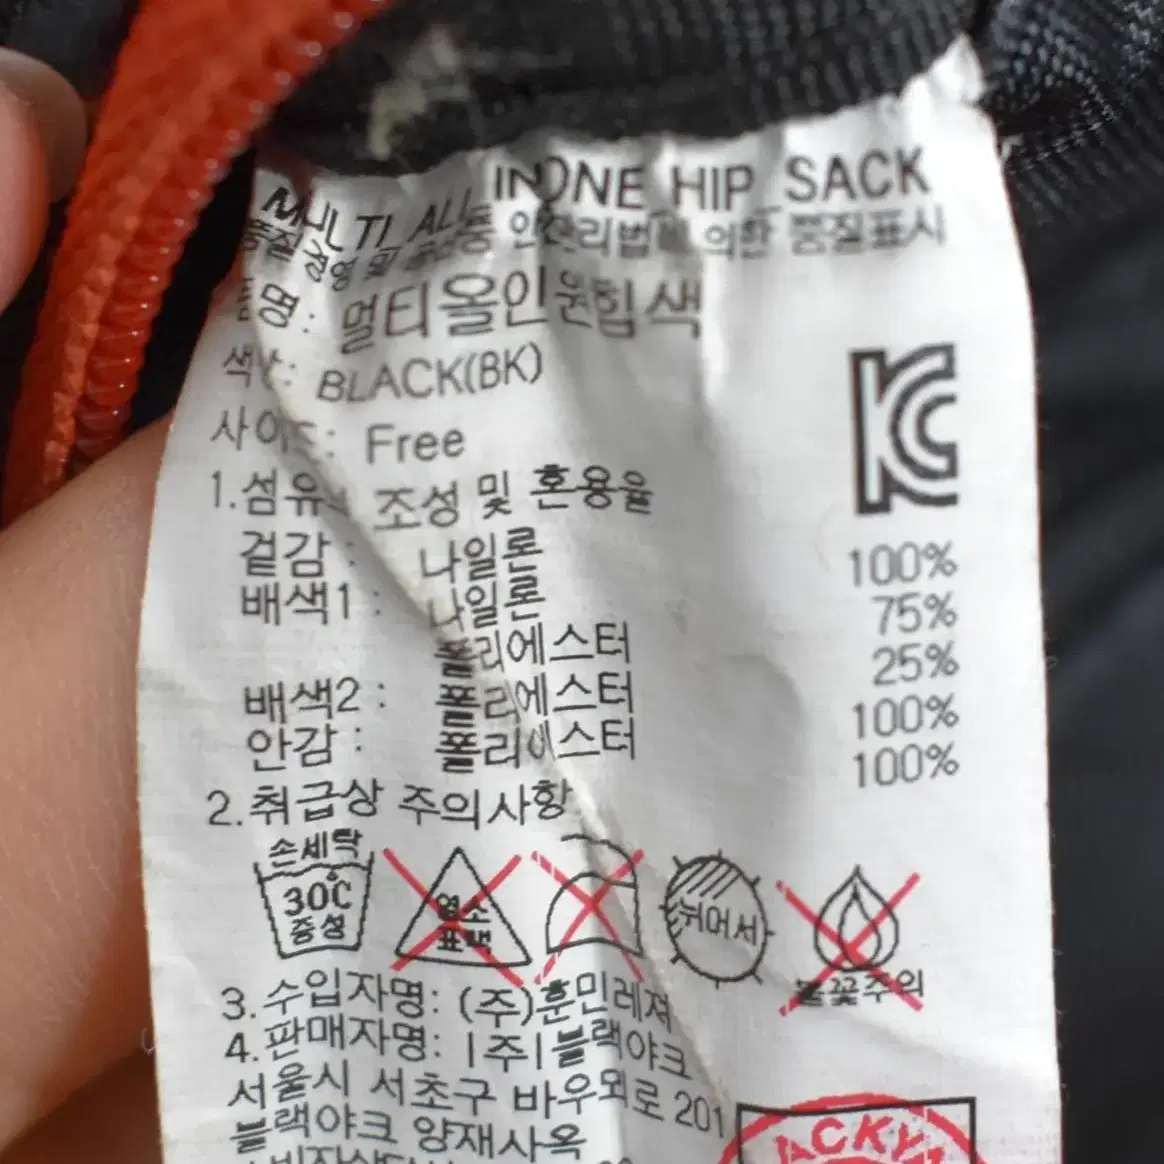 MULTI ALL INONE HIP SACK
품질경영 및 공산품 안전관리법에 의한 품질표시
품명: 멀티올인원힙색
색상: BLACK(BK)
사이즈: Free
1.섬유의 조성 및 혼용율
겉감: 나일론 100%
배색1: 나일론 75%
폴리에스터 25%
배색2: 폴리에스터 100%
안감: 폴리에스터 100%
2.취급상 주의사항
손세탁
30℃
중성
염소
표백
뉘어서
불꽃주의
3.수입자명: (주)훈민레져
4.판매자명: |주|블랙야크
서울시 서초구 바우뫼로 201
블랙야크 양재사옥